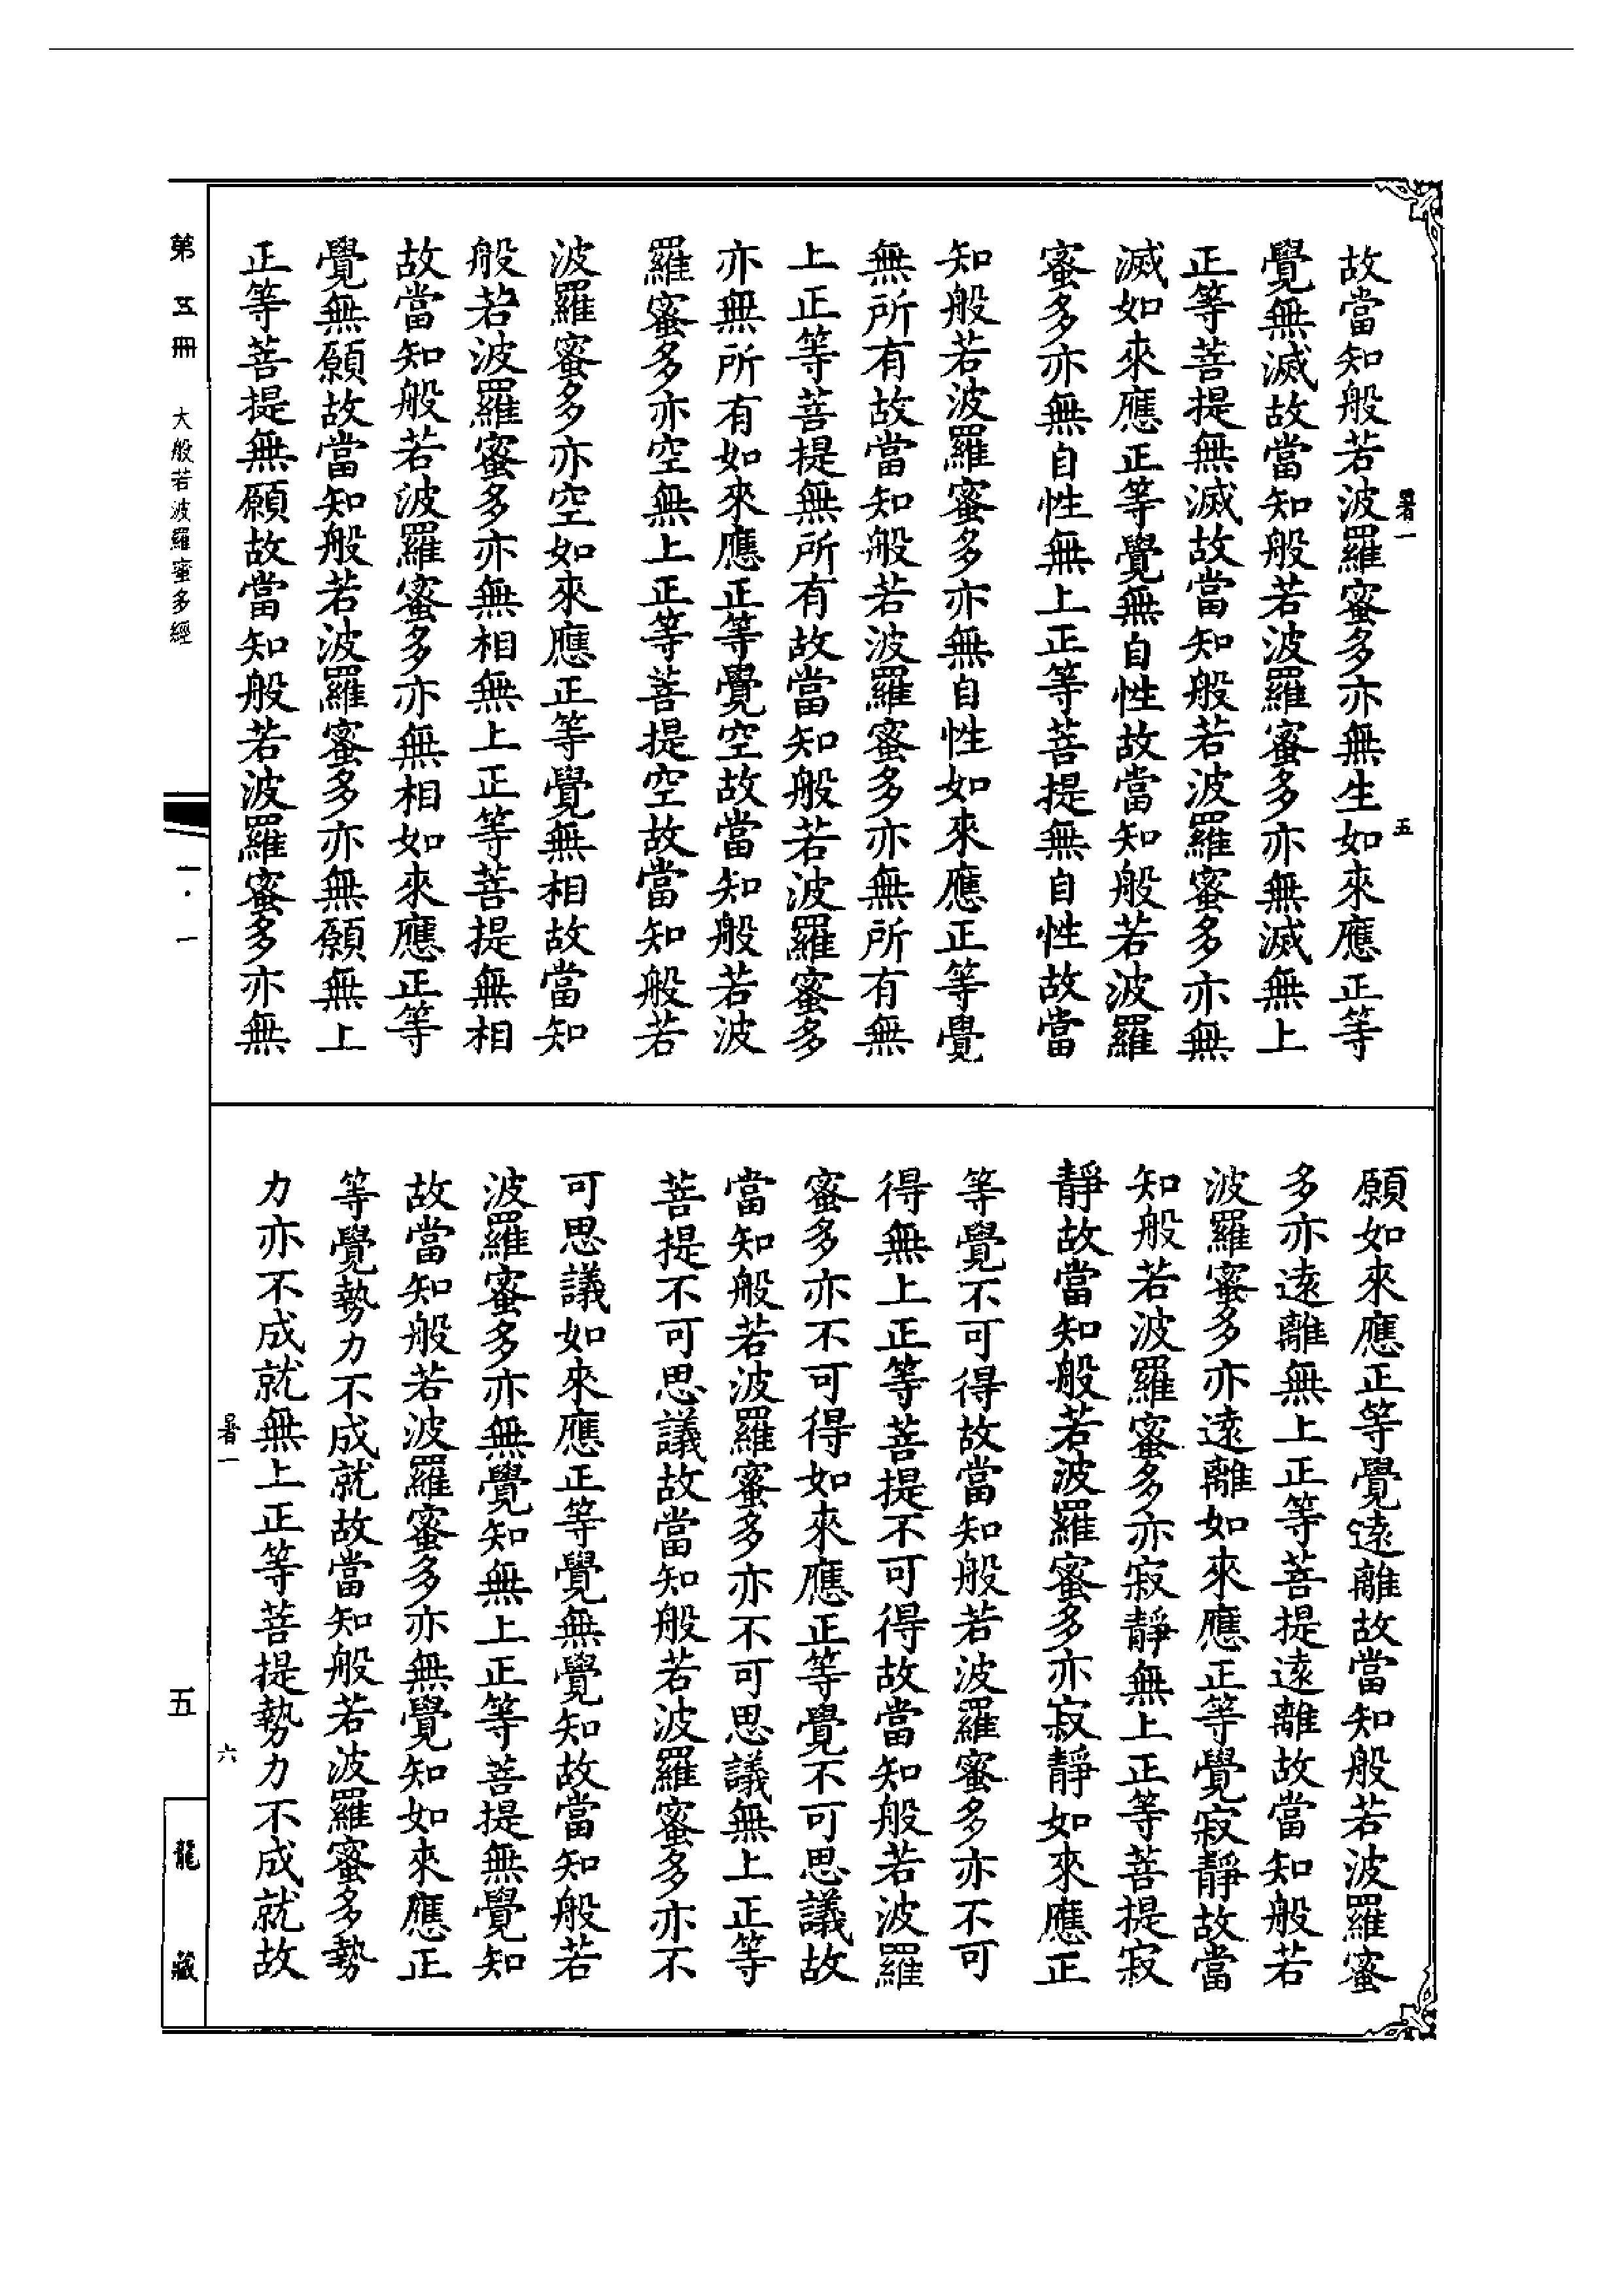 暑一
五
故當知般若波羅蜜多亦無生如來應正等
覺無滅故當知般若波羅蜜多亦無滅無上
正等菩提無滅故當知般若波羅蜜多亦無
滅如來應正等覺無自性故當知般若波羅
蜜多亦無自性無上正等菩提無自性故當
知般若波羅蜜多亦無自性如來應正等覺
無所有故當知般若波羅蜜多亦無所有無
上正等菩提無所有故當知般若波羅蜜多
亦無所有如來應正等覺空故當知般若波
羅蜜多亦空無上正等菩提空故當知般若
波羅蜜多亦空如來應正等覺無相故當知
般若波羅蜜多亦無相無上正等菩提無相
故當知般若波羅蜜多亦無相如來應正等
覺無願故當知般若波羅蜜多亦無願無上
正等菩提無願故當知般若波羅蜜多亦無
願如來應正等覺遠離故當知般若波羅蜜
多亦遠離無上正等菩提遠離故當知般若
波羅蜜多亦遠離如來應正等覺寂靜故當
知般若波羅蜜多亦寂靜無上正等菩提寂
靜故當知般若波羅蜜多亦寂靜如來應正
等覺不可得故當知般若波羅蜜多亦不可
得無上正等菩提不可得故當知般若波羅
蜜多亦不可得如來應正等覺不可思議故
當知般若波羅蜜多亦不可思議無上正等
菩提不可思議故當知般若波羅蜜多亦不
可思議如來應正等覺無覺知故當知般若
波羅蜜多亦無覺知無上正等菩提無覺知
故當知般若波羅蜜多亦無覺知如來應正
等覺勢力不成就故當知般若波羅蜜多勢
力亦不成就無上正等菩提勢力不成就故
暑一
六
第五冊 大般若波羅蜜多經
一·一
五
龍藏